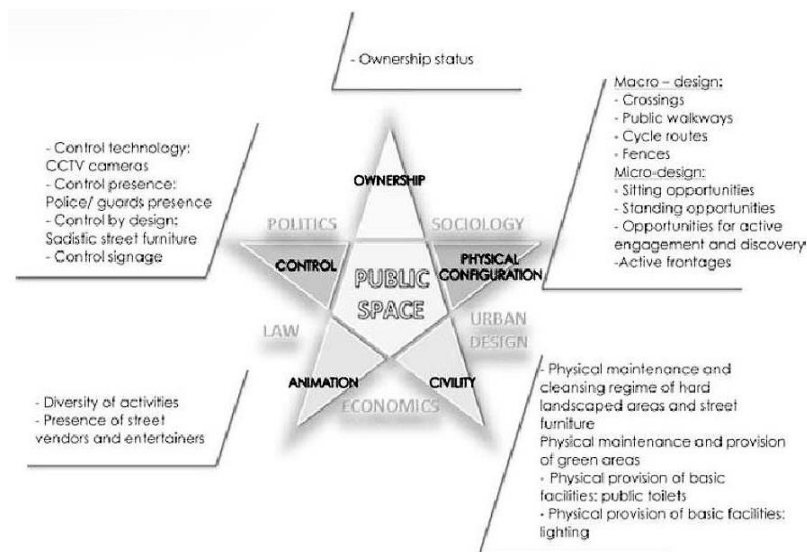 - Ownership status
Macro – design:
- Crossings
- Public walkways
- Cycle routes
- Fences
Micro-design:
- Sitting opportunities
- Standing opportunities
- Opportunities for active
engagement and discovery
-Active frontages
- Control technology:
CCTV cameras
- Control presence:
Police/ guards presence
- Control by design:
Sadistic street furniture
- Control signage
OWNERSHIP
POLITICS
SOCIOLOGY
CONTROL
PHYSICAL
CONFIGURATION
PUBLIC
SPACE
LAW
URBAN
DESIGN
ANIMATION
CIVILITY
ECONOMICS
- Diversity of activities
- Presence of street
vendors and entertainers
- Physical maintenance and
cleansing regime of hard
landscaped areas and street
furniture
Physical maintenance and provision
of green areas
- Physical provision of basic
facilities: public toilets
- Physical provision of basic facilities:
lighting